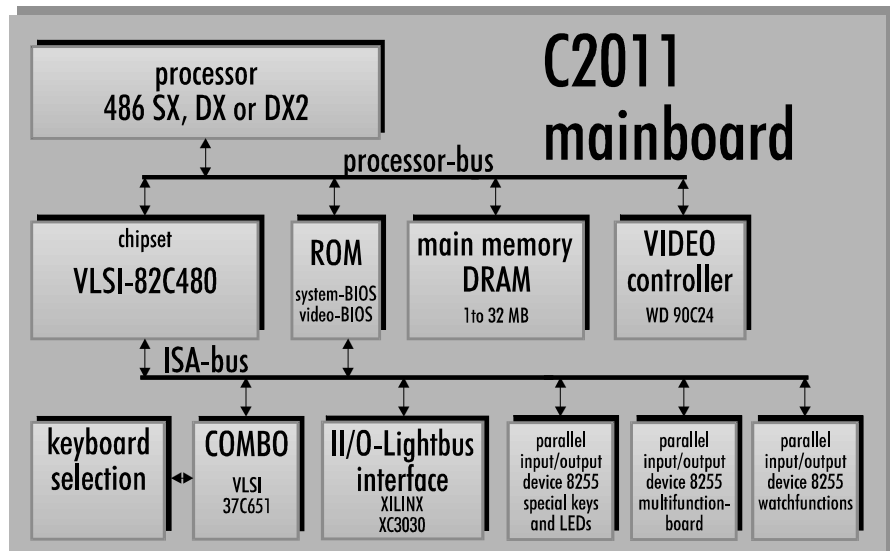 C2011
mainboard
processor
486 SX, DX or DX2
processor-bus
chipset
VLSI-82C480
ROM
system-BIOS
video-BIOS
main memory
DRAM
1to 32 MB
VIDEO
controller
WD 90C24
ISA-bus
keyboard
selection
COMBO
VLSI
37C651
II/O-Lightbus
interface
XILINX
XC3030
parallel
input/output
device 8255
special keys
and LEDs
parallel
input/output
device 8255
multifunction-
board
parallel
input/output
device 8255
watchfunctions